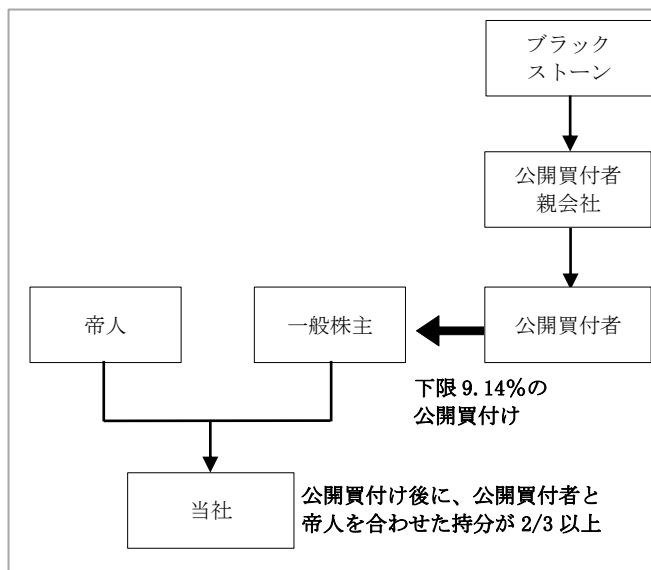 ブラック
ストーン
公開買付者
親会社
帝人
一般株主
公開買付者
下限 9.14%の
公開買付け
当社
公開買付け後に、公開買付者と
帝人を合わせた持分が 2/3 以上